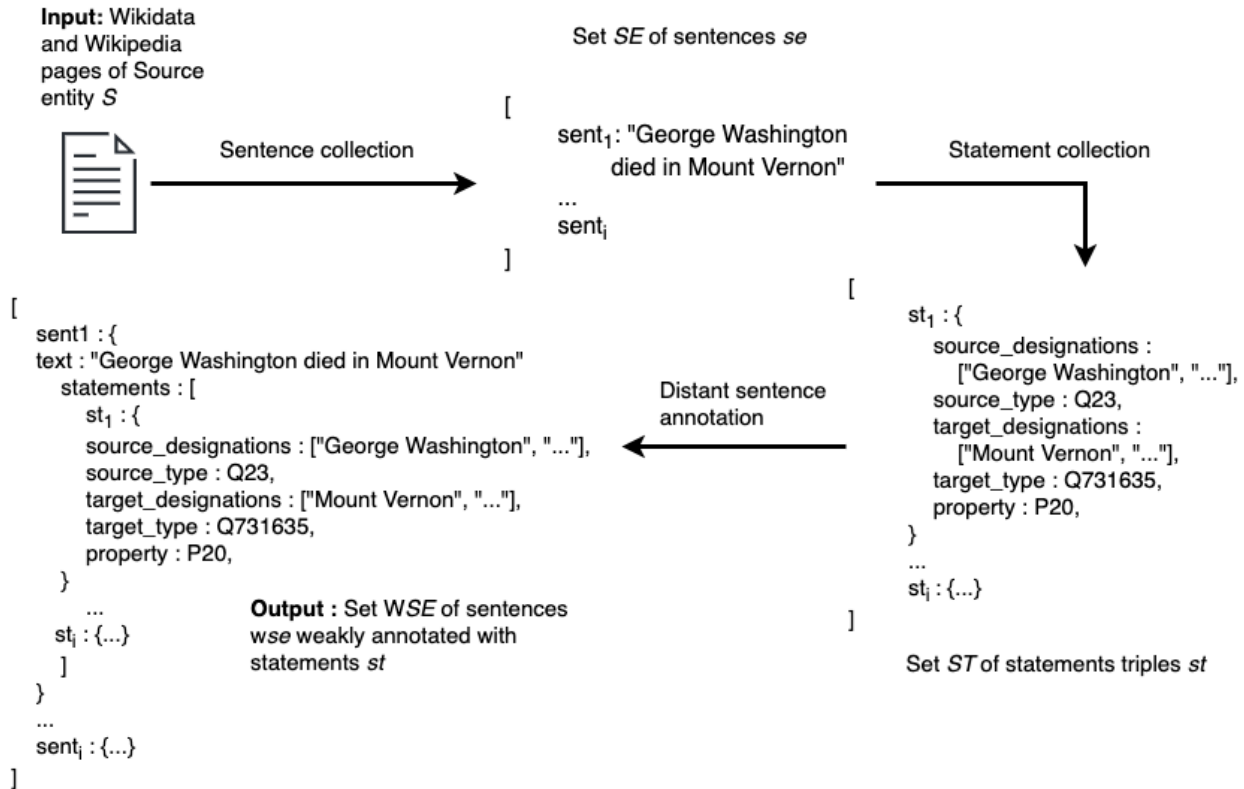 Input: Wikidata
and Wikipedia
pages of Source
entity S
Sentence collection
Set SE of sentences se
[
sent₁: "George Washington
died in Mount Vernon"
...
sentᵢ
]
Statement collection
[
st₁ : {
source_designations :
["George Washington", "..."],
source_type : Q23,
target_designations :
["Mount Vernon", "..."],
target_type : Q731635,
property : P20,
}
...
stᵢ : {...}
]
Set ST of statements triples st
Distant sentence
annotation
[
sent1 : {
text : "George Washington died in Mount Vernon"
statements : [
st₁ : {
source_designations : ["George Washington", "..."],
source_type : Q23,
target_designations : ["Mount Vernon", "..."],
target_type : Q731635,
property : P20,
}
...
stᵢ : {...}
]
}
...
sentᵢ : {...}
]
Output : Set WSE of sentences
wse weakly annotated with
statements st